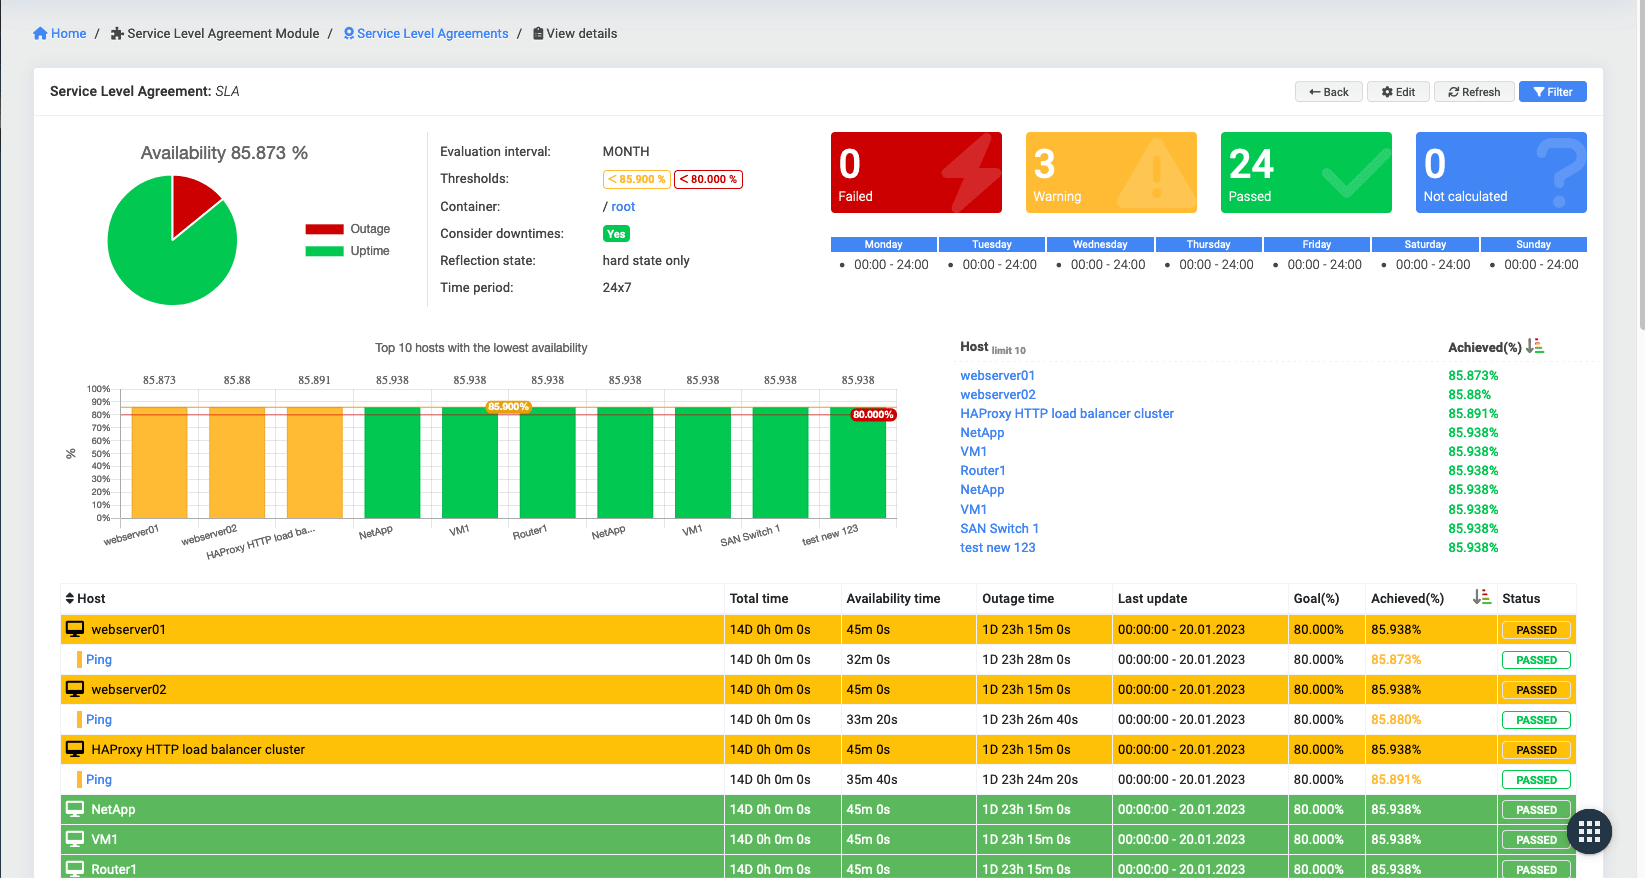 Home / Service Level Agreement Module / Service Level Agreements / View details
Service Level Agreement: SLA
Back Edit Refresh Filter
Availability 85.873 %
Outage
Uptime
Evaluation interval: MONTH
Thresholds: < 85.900 % < 80.000 %
Container: / root
Consider downtimes: Yes
Reflection state: hard state only
Time period: 24x7
0
Failed
3
Warning
24
Passed
0
Not calculated
Monday Tuesday Wednesday Thursday Friday Saturday Sunday
• 00:00 - 24:00 • 00:00 - 24:00 • 00:00 - 24:00 • 00:00 - 24:00 • 00:00 - 24:00 • 00:00 - 24:00 • 00:00 - 24:00
Top 10 hosts with the lowest availability
85.873 85.88 85.891 85.938 85.938 85.938 85.938 85.938 85.938 85.938
100%
90%
80%
70%
60%
50%
40%
30%
20%
10%
0%
%
85.900%
80.000%
webserver01 webserver02 HAProxy HTTP load ba... NetApp VM1 Router1 NetApp VM1 SAN Switch 1 test new 123
Host limit 10 Achieved(%)
webserver01 85.873%
webserver02 85.88%
HAProxy HTTP load balancer cluster 85.891%
NetApp 85.938%
VM1 85.938%
Router1 85.938%
NetApp 85.938%
VM1 85.938%
SAN Switch 1 85.938%
test new 123 85.938%
Host Total time Availability time Outage time Last update Goal(%) Achieved(%) Status
webserver01 14D 0h 0m 0s 45m 0s 1D 23h 15m 0s 00:00:00 - 20.01.2023 80.000% 85.938% PASSED
Ping 14D 0h 0m 0s 32m 0s 1D 23h 28m 0s 00:00:00 - 20.01.2023 80.000% 85.873% PASSED
webserver02 14D 0h 0m 0s 45m 0s 1D 23h 15m 0s 00:00:00 - 20.01.2023 80.000% 85.938% PASSED
Ping 14D 0h 0m 0s 33m 20s 1D 23h 26m 40s 00:00:00 - 20.01.2023 80.000% 85.880% PASSED
HAProxy HTTP load balancer cluster 14D 0h 0m 0s 45m 0s 1D 23h 15m 0s 00:00:00 - 20.01.2023 80.000% 85.938% PASSED
Ping 14D 0h 0m 0s 35m 40s 1D 23h 24m 20s 00:00:00 - 20.01.2023 80.000% 85.891% PASSED
NetApp 14D 0h 0m 0s 45m 0s 1D 23h 15m 0s 00:00:00 - 20.01.2023 80.000% 85.938% PASSED
VM1 14D 0h 0m 0s 45m 0s 1D 23h 15m 0s 00:00:00 - 20.01.2023 80.000% 85.938% PASSED
Router1 14D 0h 0m 0s 45m 0s 1D 23h 15m 0s 00:00:00 - 20.01.2023 80.000% 85.938% PASSED